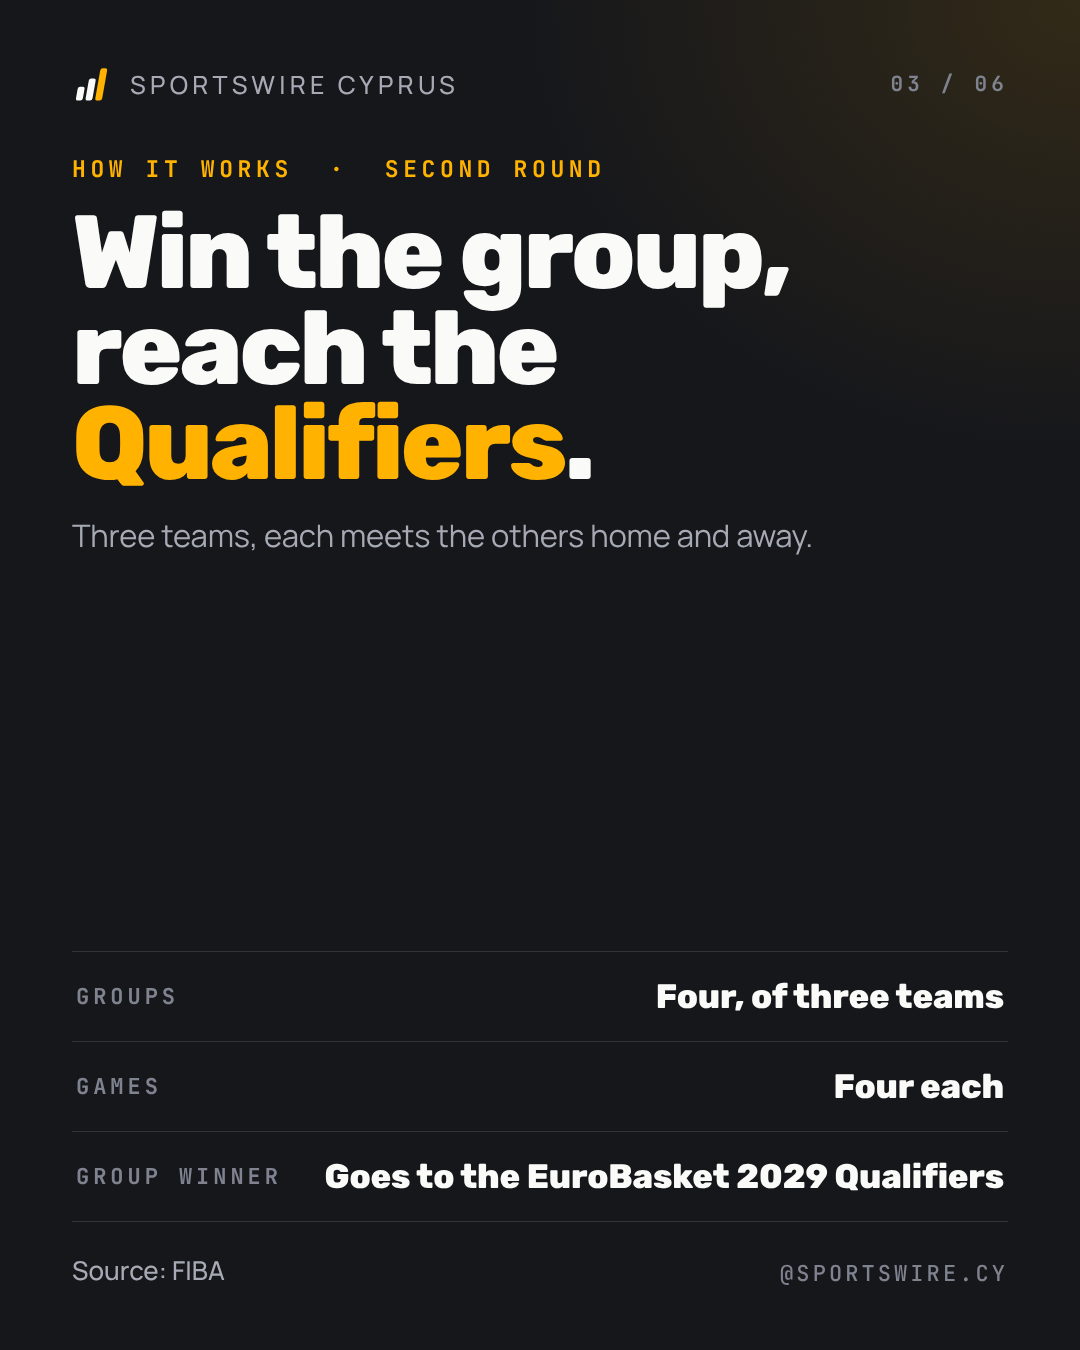 SPORTSWIRE CYPRUS
03 / 06
HOW IT WORKS · SECOND ROUND
Win the group,
reach the
Qualifiers.
Three teams, each meets the others home and away.
GROUPS
Four, of three teams
GAMES
Four each
GROUP WINNER
Goes to the EuroBasket 2029 Qualifiers
Source: FIBA
@SPORTSWIRE.CY